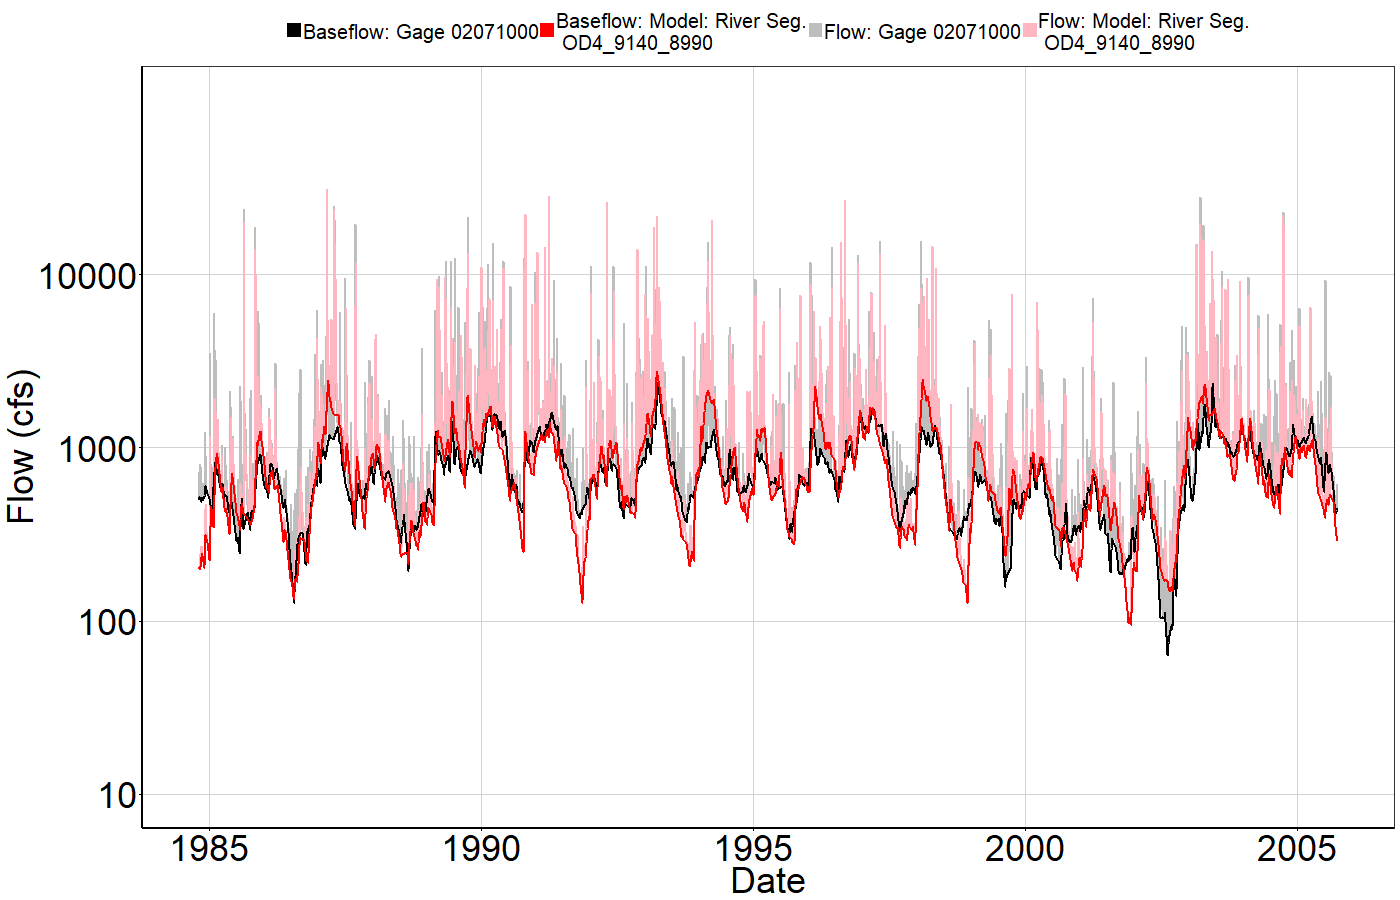 Baseflow: Gage 02071000
Baseflow: Model: River Seg.
OD4_9140_8990
Flow: Gage 02071000
Flow: Model: River Seg.
OD4_9140_8990
Flow (cfs)
10000
1000
100
10
1985
1990
1995
2000
2005
Date